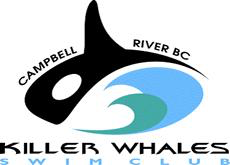 CAMPBELL RIVER BC
KILLER WHALES
SWIM CLUB